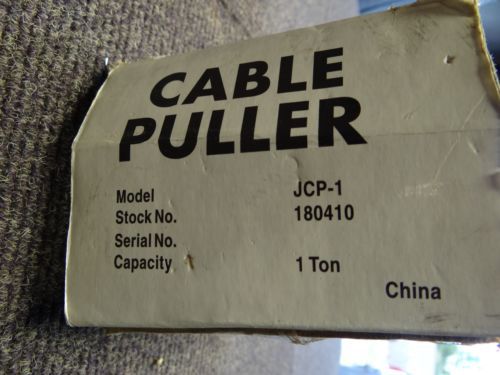 CABLE
PULLER
Model JCP-1
Stock No. 180410
Serial No.
Capacity 1 Ton
China